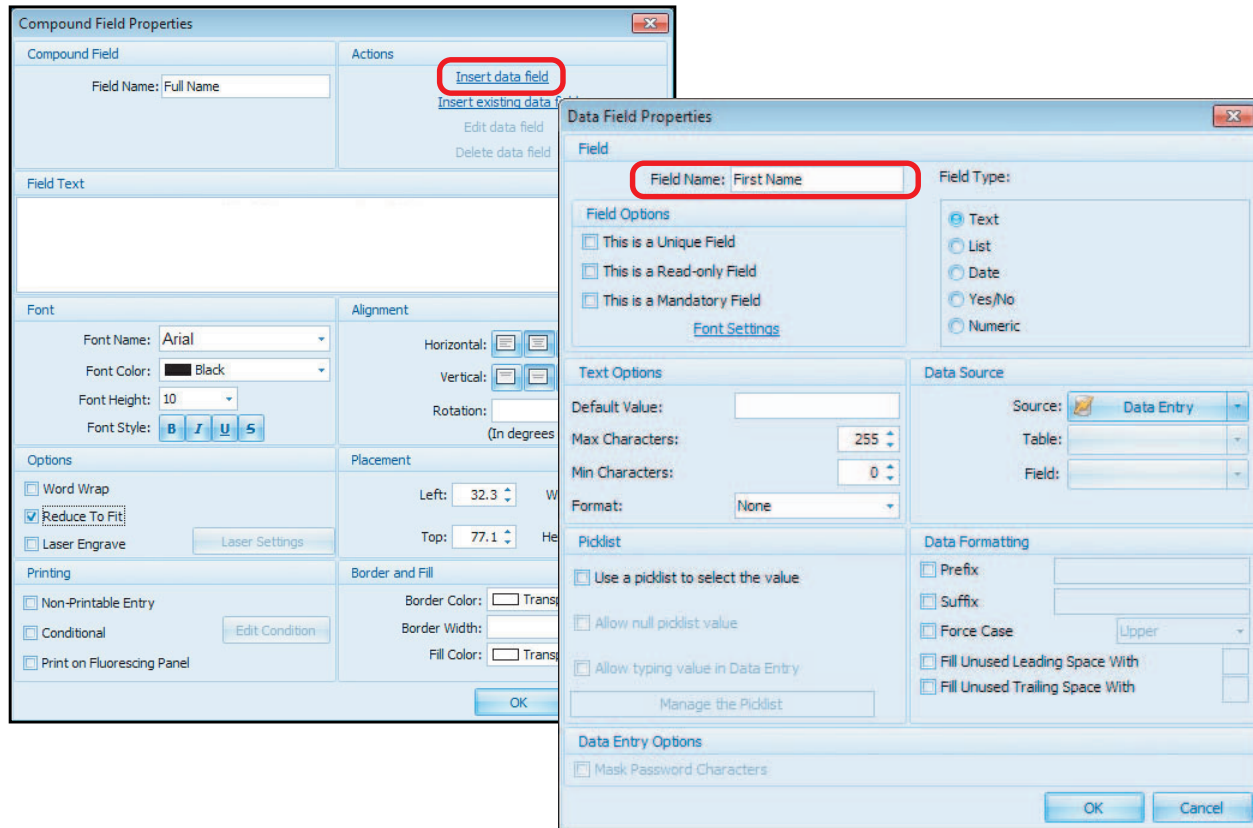 Compound Field Properties
Compound Field
Field Name: Full Name
Actions
Insert data field
Insert existing data
Edit data field
Delete data field
Field Text
Font
Font Name: Arial
Font Color: Black
Font Height: 10
Font Style: B I U S
Alignment
Horizontal:
Vertical:
Rotation:
(In degrees
Options
Word Wrap
Reduce To Fit
Laser Engrave Laser Settings
Placement
Left: 32.3 W
Top: 77.1 He
Printing
Non-Printable Entry
Conditional Edit Condition
Print on Fluorescing Panel
Border and Fill
Border Color: Transp
Border Width:
Fill Color: Transp
OK
Data Field Properties
Field
Field Name: First Name
Field Options
This is a Unique Field
This is a Read-only Field
This is a Mandatory Field
Font Settings
Field Type:
Text
List
Date
Yes/No
Numeric
Text Options
Default Value:
Max Characters: 255
Min Characters: 0
Format: None
Data Source
Source: Data Entry
Table:
Field:
Picklist
Use a picklist to select the value
Allow null picklist value
Allow typing value in Data Entry
Manage the Picklist
Data Formatting
Prefix
Suffix
Force Case Upper
Fill Unused Leading Space With
Fill Unused Trailing Space With
Data Entry Options
Mask Password Characters
OK Cancel